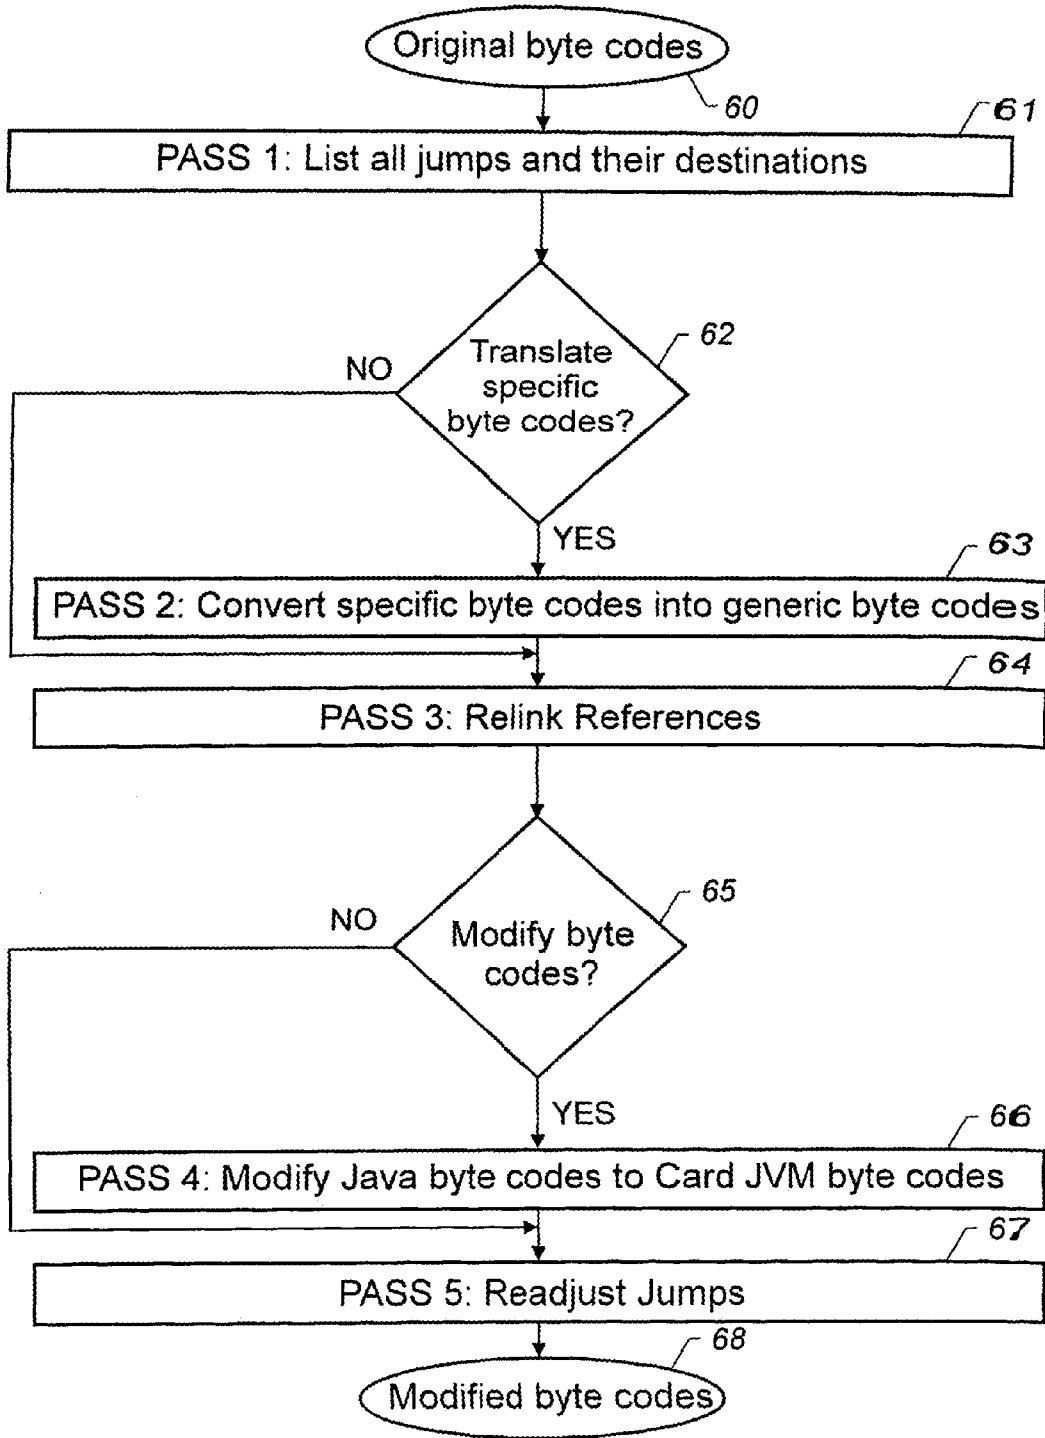 Original byte codes
60
61
PASS 1: List all jumps and their destinations
62
Translate
specific
byte codes?
NO
YES
63
PASS 2: Convert specific byte codes into generic byte codes
64
PASS 3: Relink References
65
NO
Modify byte
codes?
YES
66
PASS 4: Modify Java byte codes to Card JVM byte codes
67
PASS 5: Readjust Jumps
68
Modified byte codes